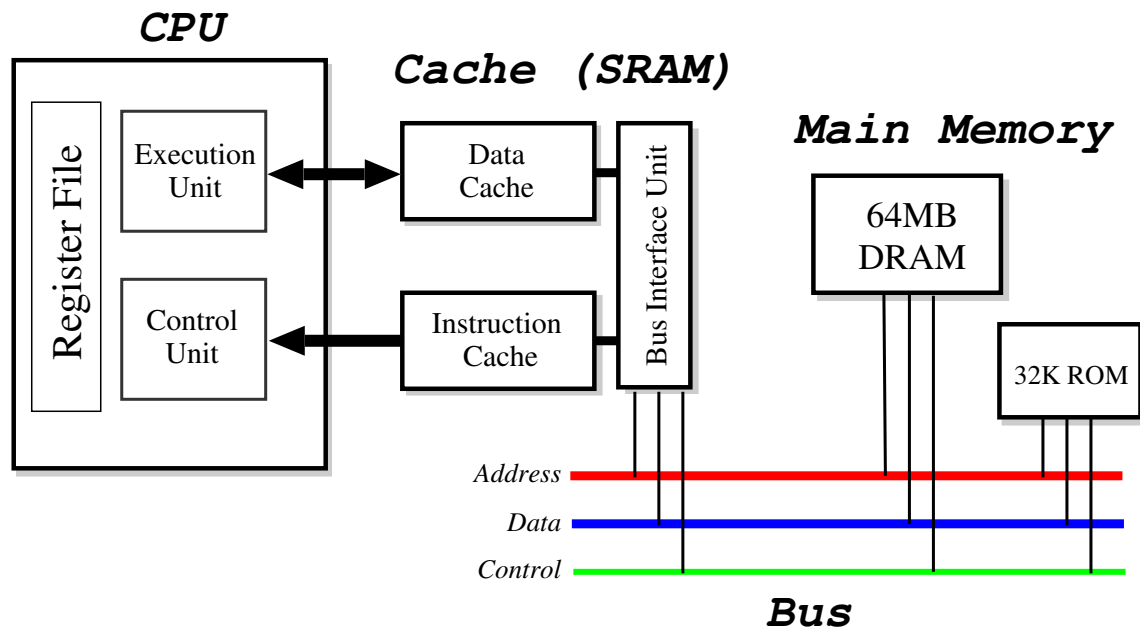 CPU
Cache (SRAM)
Main Memory
Register File
Execution
Unit
Data
Cache
Bus Interface Unit
64MB
DRAM
Control
Unit
Instruction
Cache
32K ROM
Address
Data
Control
Bus